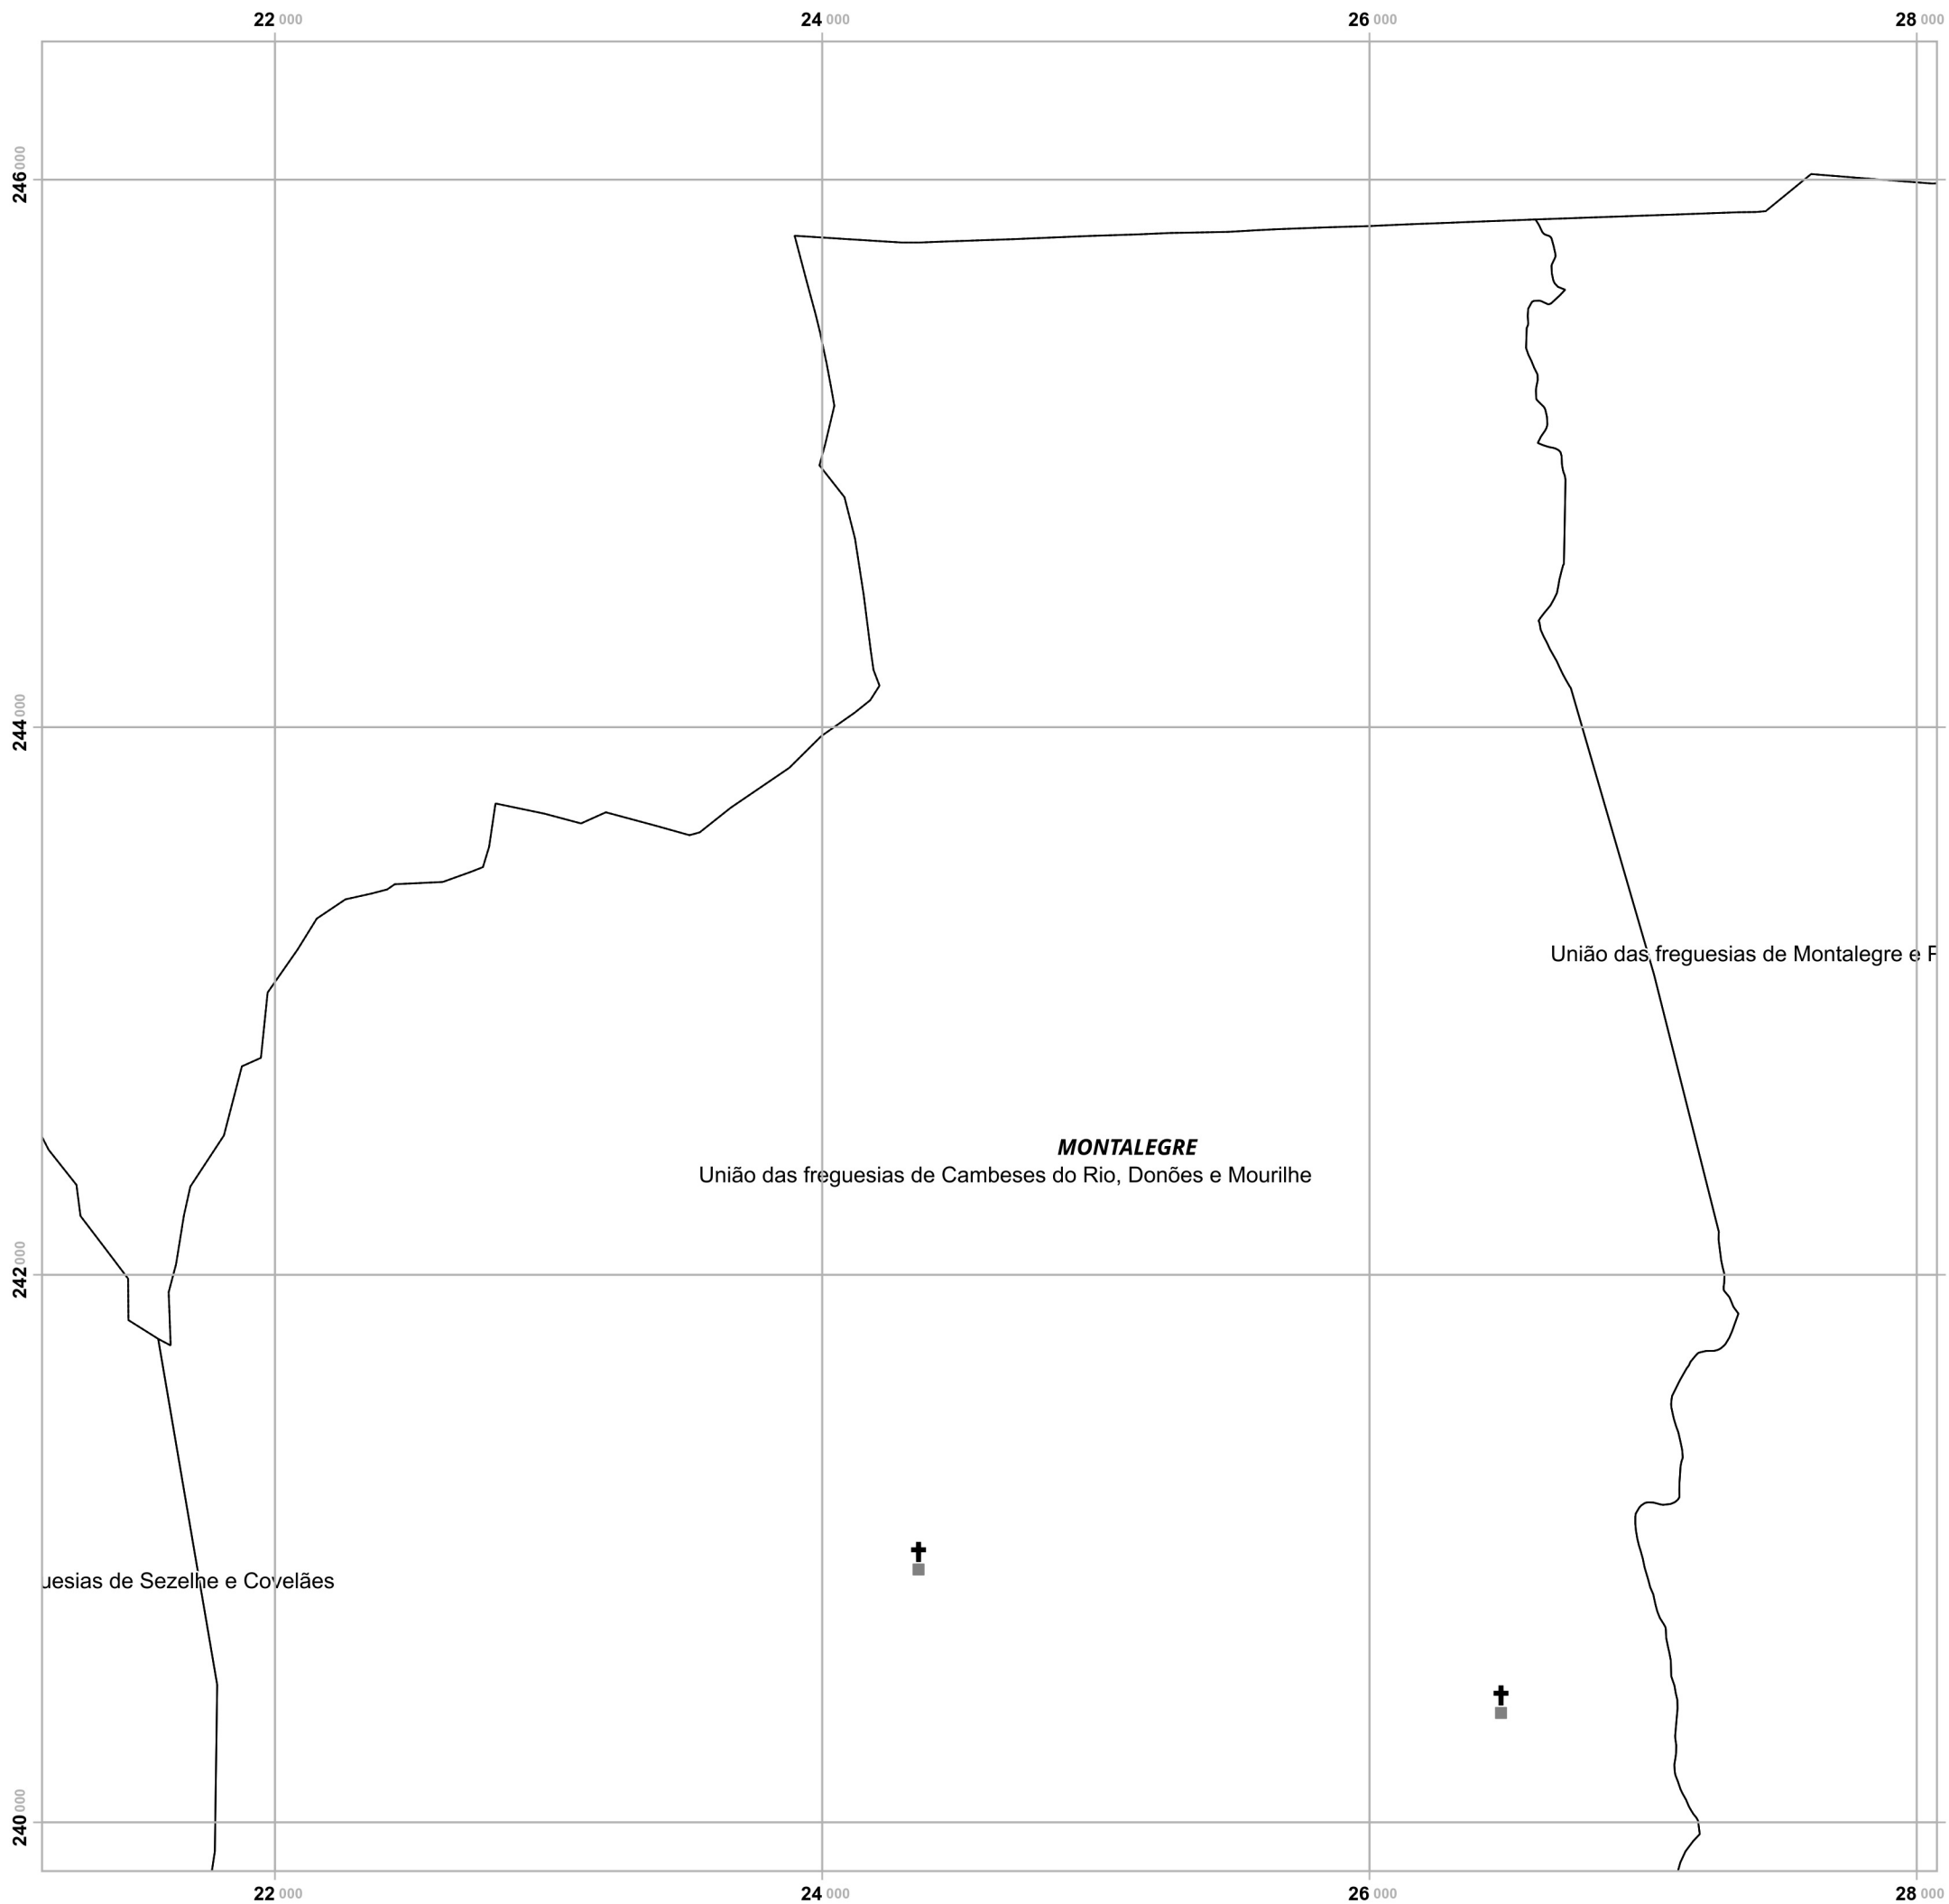 22 000 24 000 26 000 28 000
246 000
244 000
União das freguesias de Montalegre e
MONTALEGRE
União das freguesias de Cambeses do Rio, Donões e Mourilhe
242 000
uesias de Sezelhe e Covelães
240 000
22 000 24 000 26 000 28 000